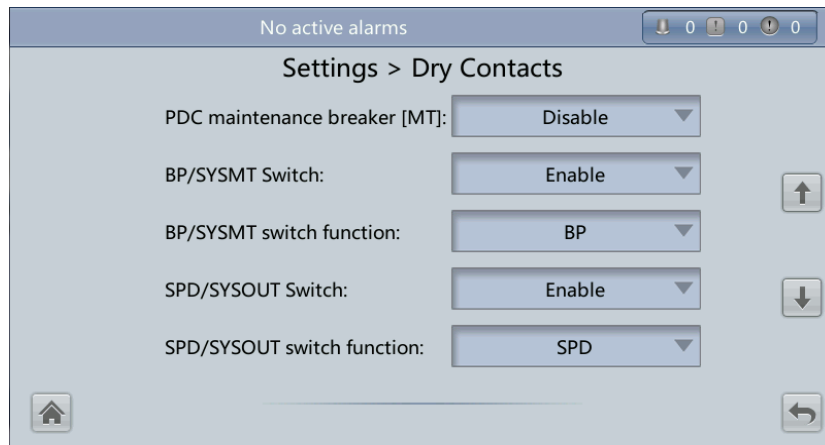 No active alarms 0 0 0
Settings > Dry Contacts
PDC maintenance breaker [MT]: Disable
BP/SYSMT Switch: Enable
BP/SYSMT switch function: BP
SPD/SYSOUT Switch: Enable
SPD/SYSOUT switch function: SPD